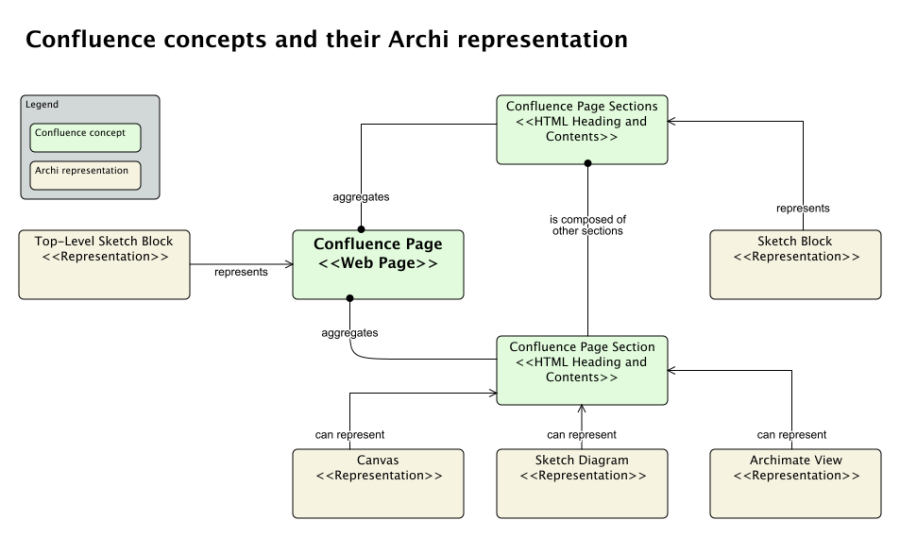 Confluence concepts and their Archi representation
Legend
Confluence concept
Archi representation
Confluence Page Sections
<<HTML Heading and
Contents>>
aggregates
represents
is composed of
other sections
Top-Level Sketch Block
<<Representation>>
represents
Confluence Page
<<Web Page>>
Sketch Block
<<Representation>>
aggregates
Confluence Page Section
<<HTML Heading and
Contents>>
can represent
can represent
can represent
Canvas
<<Representation>>
Sketch Diagram
<<Representation>>
Archimate View
<<Representation>>